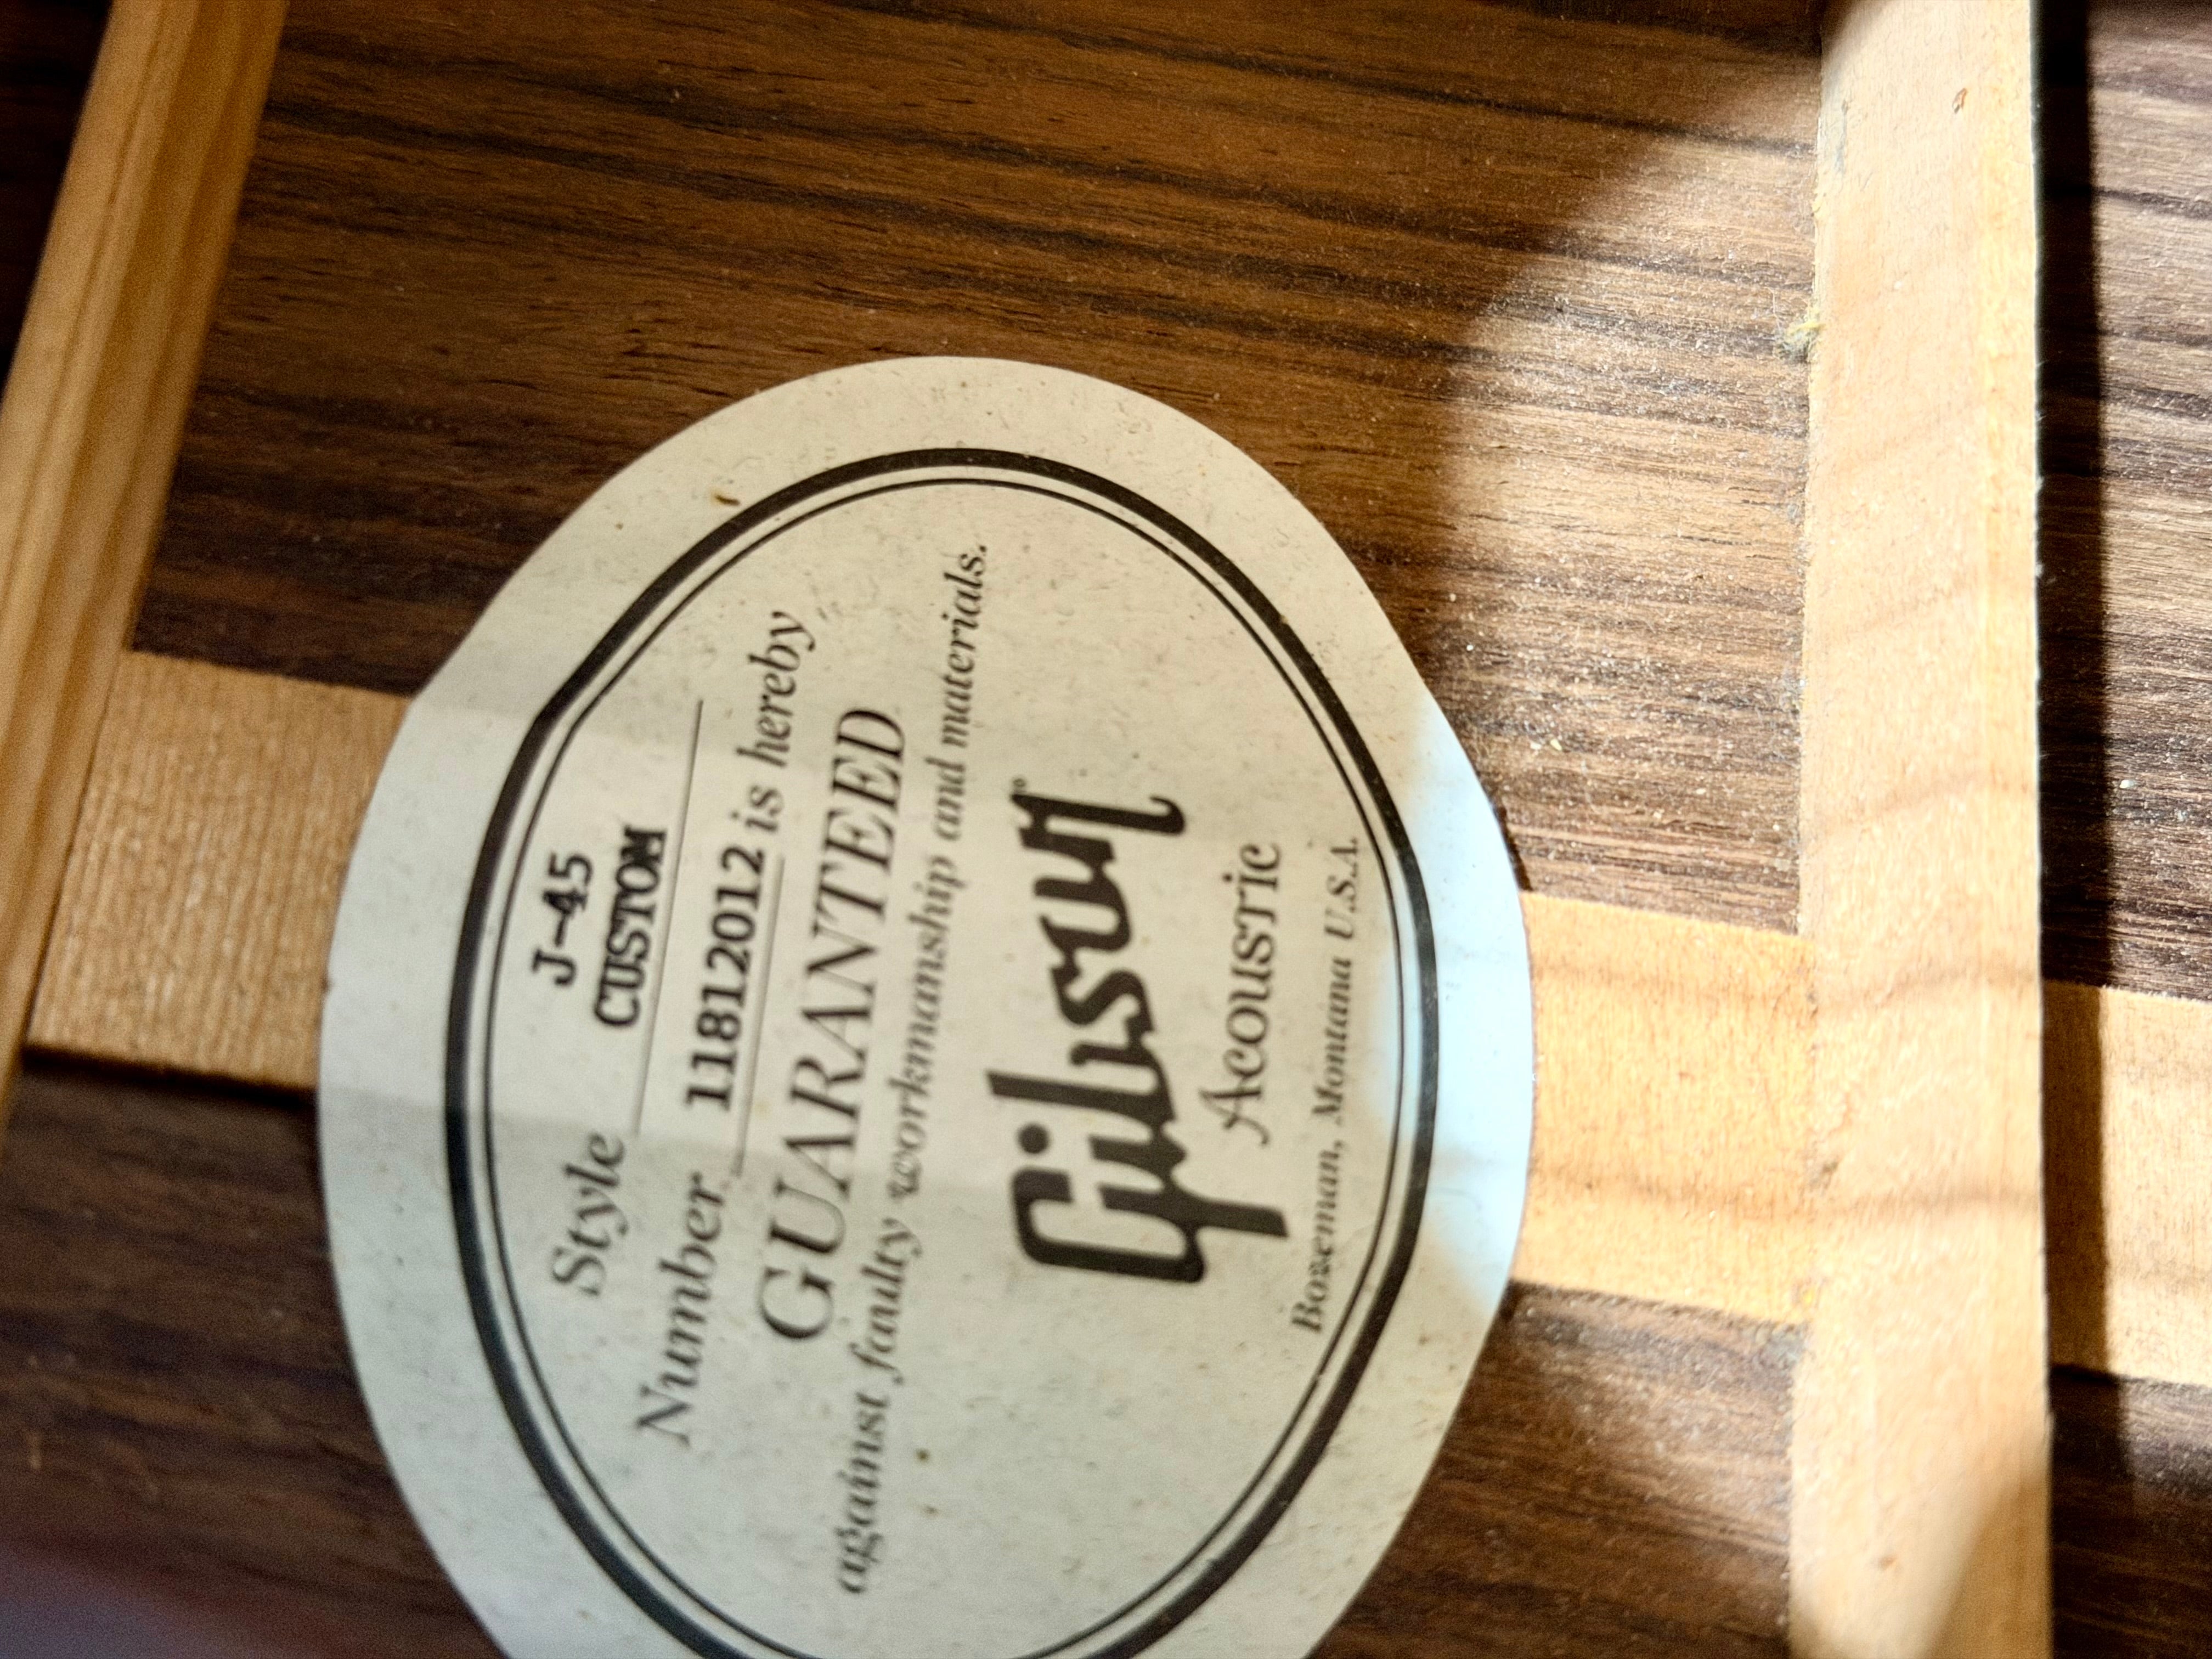 Style J-45
CUSTOM
Number 11812012 is hereby
GUARANTEED
against faulty workmanship and materials.
Gibson®
Acoustic
Bozeman, Montana U.S.A.